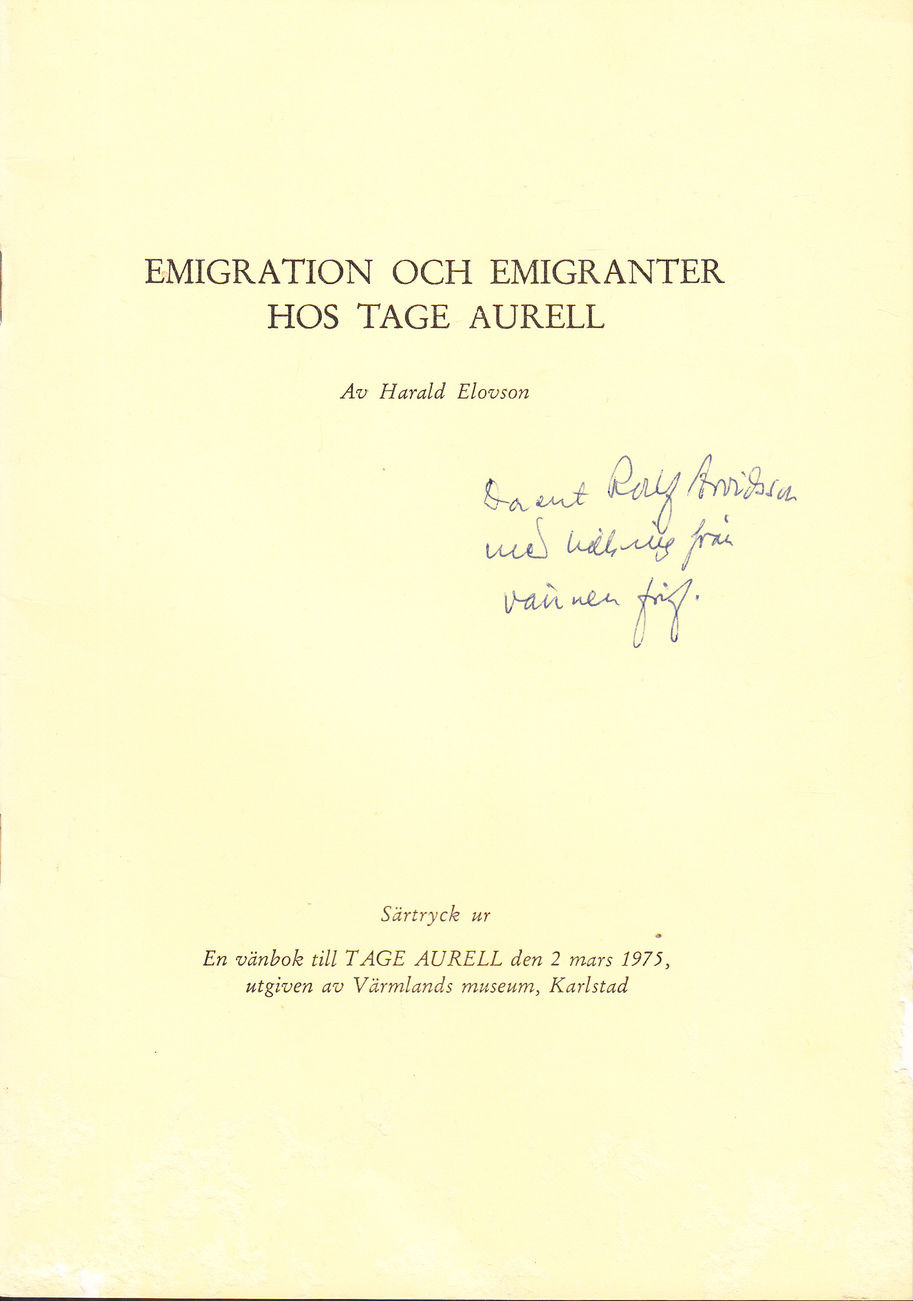 EMIGRATION OCH EMIGRANTER
HOS TAGE AURELL
Av Harald Elovson
Docent Rolf Arvidsson
med hälsning från
vännen förf.
Särtryck ur
En vänbok till TAGE AURELL den 2 mars 1975,
utgiven av Värmlands museum, Karlstad